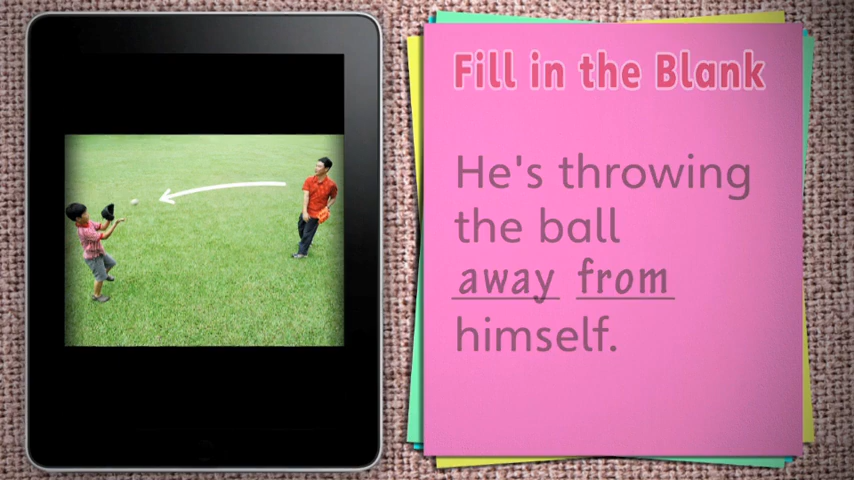 Fill in the Blank
He's throwing
the ball
away from
himself.